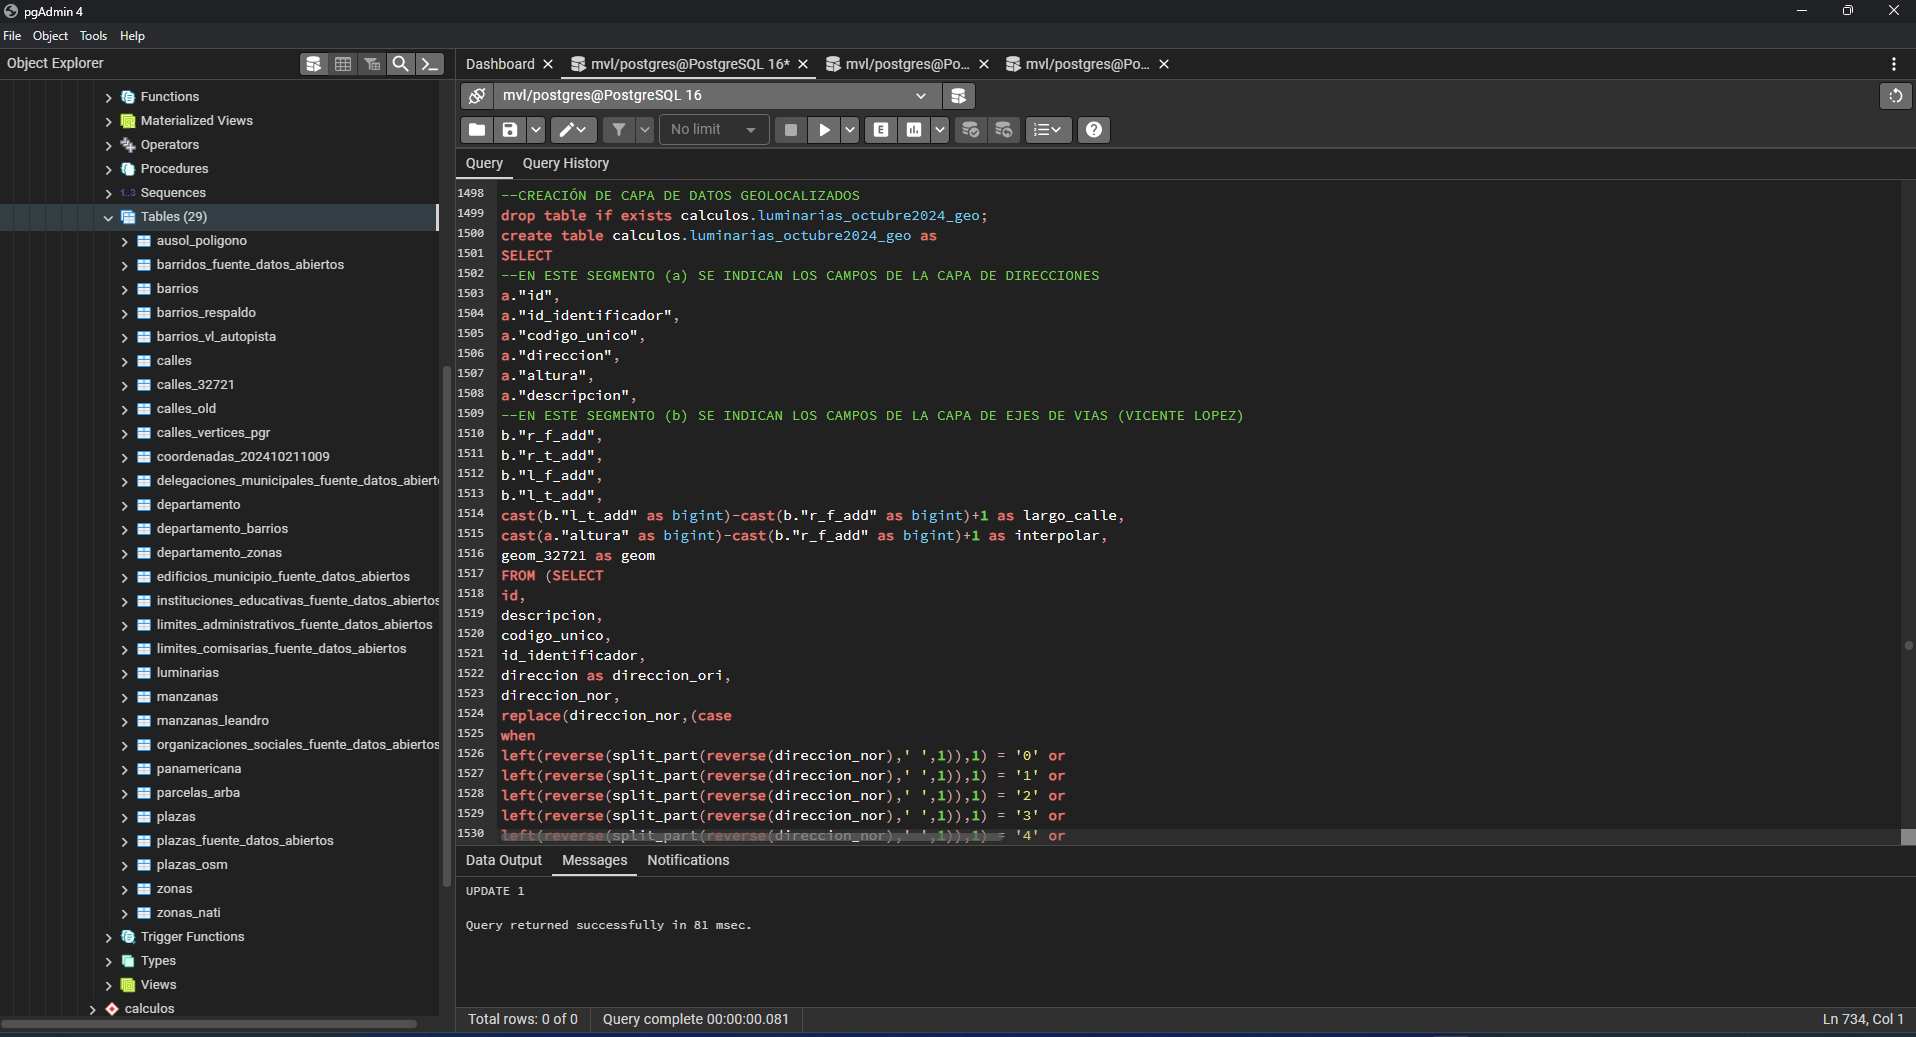 pgAdmin 4
File Object Tools Help
Object Explorer
Functions
Materialized Views
Operators
Procedures
1..3 Sequences
Tables (29)
ausol_poligono
barridos_fuente_datos_abiertos
barrios
barrios_respaldo
barrios_vl_autopista
calles
calles_32721
calles_old
calles_vertices_pgr
coordenadas_202410211009
delegaciones_municipales_fuente_datos_abiert
departamento
departamento_barrios
departamento_zonas
edificios_municipio_fuente_datos_abiertos
instituciones_educativas_fuente_datos_abiertos
limites_administrativos_fuente_datos_abiertos
limites_comisarias_fuente_datos_abiertos
luminarias
manzanas
manzanas_leandro
organizaciones_sociales_fuente_datos_abiertos
panamericana
parcelas_arba
plazas
plazas_fuente_datos_abiertos
plazas_osm
zonas
zonas_nati
Trigger Functions
Types
Views
calculos
Dashboard mvl/postgres@PostgreSQL 16* mvl/postgres@Po... mvl/postgres@Po...
mvl/postgres@PostgreSQL 16
No limit E
Query Query History
1498 --CREACIÓN DE CAPA DE DATOS GEOLOCALIZADOS
1499 drop table if exists calculos.luminarias_octubre2024_geo;
1500 create table calculos.luminarias_octubre2024_geo as
1501 SELECT
1502 --EN ESTE SEGMENTO (a) SE INDICAN LOS CAMPOS DE LA CAPA DE DIRECCIONES
1503 a."id",
1504 a."id_identificador",
1505 a."codigo_unico",
1506 a."direccion",
1507 a."altura",
1508 a."descripcion",
1509 --EN ESTE SEGMENTO (b) SE INDICAN LOS CAMPOS DE LA CAPA DE EJES DE VIAS (VICENTE LOPEZ)
1510 b."r_f_add",
1511 b."r_t_add",
1512 b."l_f_add",
1513 b."l_t_add",
1514 cast(b."l_t_add" as bigint)-cast(b."r_f_add" as bigint)+1 as largo_calle,
1515 cast(a."altura" as bigint)-cast(b."r_f_add" as bigint)+1 as interpolar,
1516 geom_32721 as geom
1517 FROM (SELECT
1518 id,
1519 descripcion,
1520 codigo_unico,
1521 id_identificador,
1522 direccion as direccion_ori,
1523 direccion_nor,
1524 replace(direccion_nor,(case
1525 when
1526 left(reverse(split_part(reverse(direccion_nor),' ',1)),1) = '0' or
1527 left(reverse(split_part(reverse(direccion_nor),' ',1)),1) = '1' or
1528 left(reverse(split_part(reverse(direccion_nor),' ',1)),1) = '2' or
1529 left(reverse(split_part(reverse(direccion_nor),' ',1)),1) = '3' or
1530 left(reverse(split_part(reverse(direccion_nor),' ',1)),1) = '4' or
Data Output Messages Notifications
UPDATE 1
Query returned successfully in 81 msec.
Total rows: 0 of 0 Query complete 00:00:00.081 Ln 734, Col 1